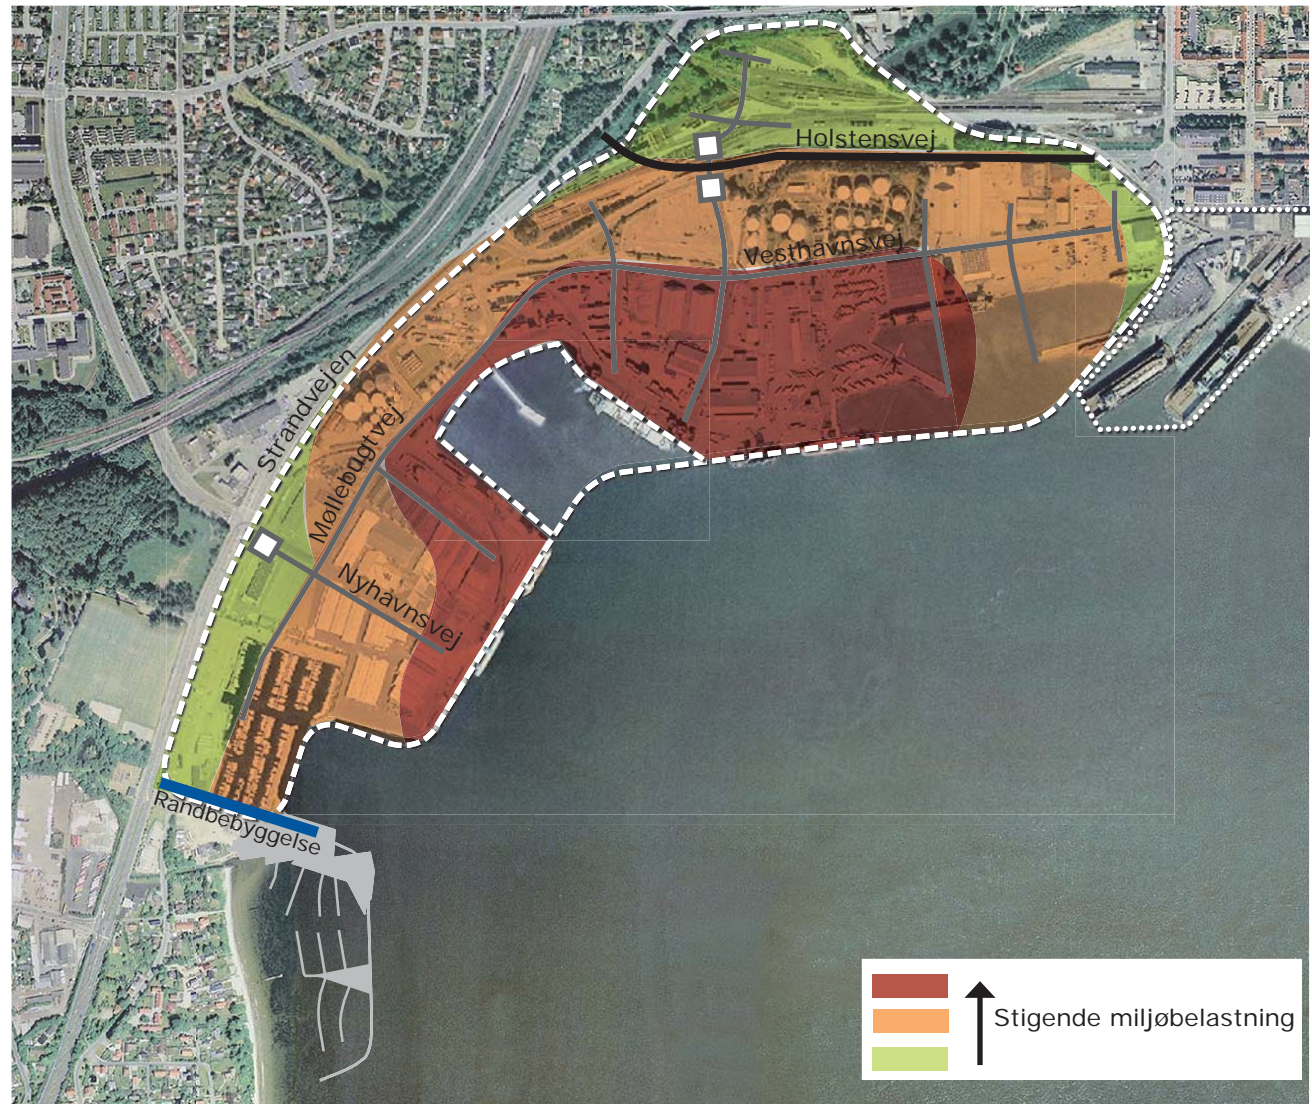 Holstensvej
Vesthavnsvej
Strandvejen
Møllebugtvej
Nyhavnsvej
Randbebyggelse
Stigende miljøbelastning